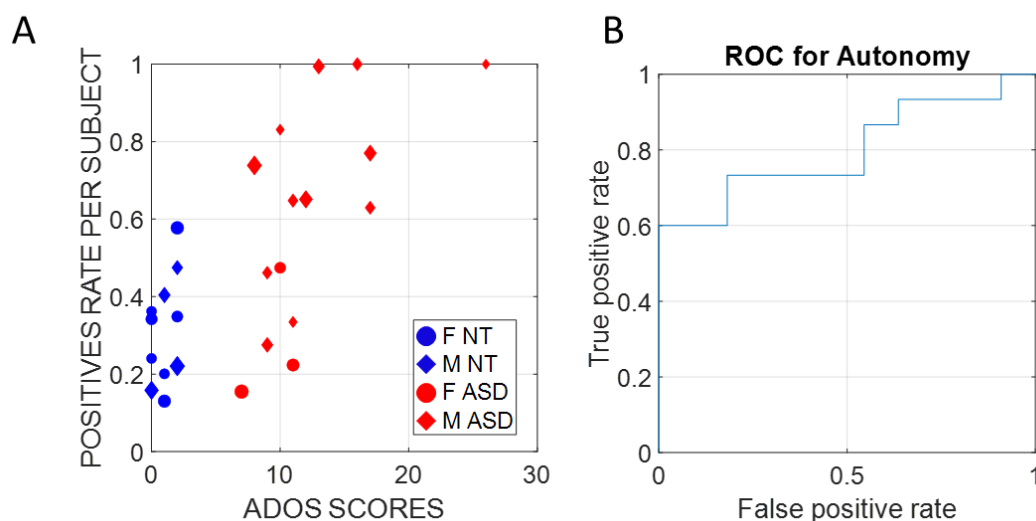 A
POSITIVES RATE PER SUBJECT
1
0.8
0.6
0.4
0.2
0
0 10 20 30
ADOS SCORES
F NT
M NT
F ASD
M ASD
B
ROC for Autonomy
True positive rate
1
0.8
0.6
0.4
0.2
0
0 0.5 1
False positive rate